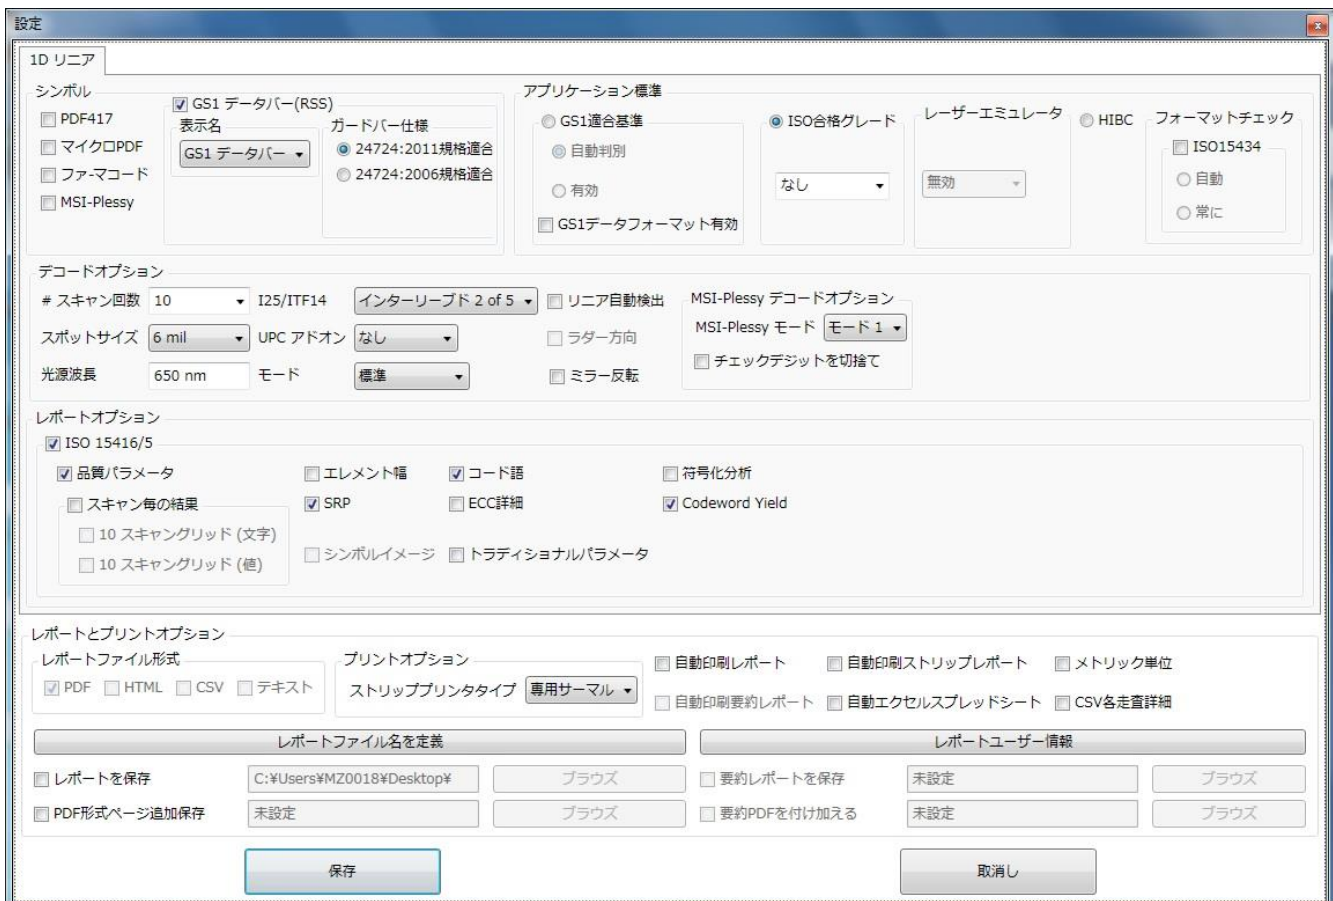 設定
1D リニア
シンボル
PDF417
マイクロPDF
ファーマコード
MSI-Plessy
GS1 データバー(RSS)
表示名
GS1 データバー
ガードバー仕様
24724:2011規格適合
24724:2006規格適合
アプリケーション標準
GS1適合基準
自動判別
有効
GS1データフォーマット有効
ISO合格グレード
なし
レーザーエミュレータ
無効
HIBC
フォーマットチェック
ISO15434
自動
常に
デコードオプション
# スキャン回数 10 I25/ITF14 インターリーブド 2 of 5 リニア自動検出
スポットサイズ 6 mil UPC アドオン なし ラダー方向
光源波長 650 nm モード 標準 ミラー反転
MSI-Plessy デコードオプション
MSI-Plessy モード モード 1
チェックデジットを切捨て
レポートオプション
ISO 15416/5
品質パラメータ エレメント幅 コード語 符号化分析
スキャン毎の結果 SRP ECC詳細 Codeword Yield
10 スキャングリッド (文字)
シンボルイメージ トラディショナルパラメータ
10 スキャングリッド (値)
レポートとプリントオプション
レポートファイル形式
PDF HTML CSV テキスト
プリントオプション
ストリッププリンタタイプ 専用サーマル
自動印刷レポート 自動印刷ストリップレポート メトリック単位
自動印刷要約レポート 自動エクセルスプレッドシート CSV各走査詳細
レポートファイル名を定義 レポートユーザー情報
レポートを保存 C:¥Users¥MZ0018¥Desktop¥ ブラウズ 要約レポートを保存 未設定 ブラウズ
PDF形式ページ追加保存 未設定 ブラウズ 要約PDFを付け加える 未設定 ブラウズ
保存 取消し